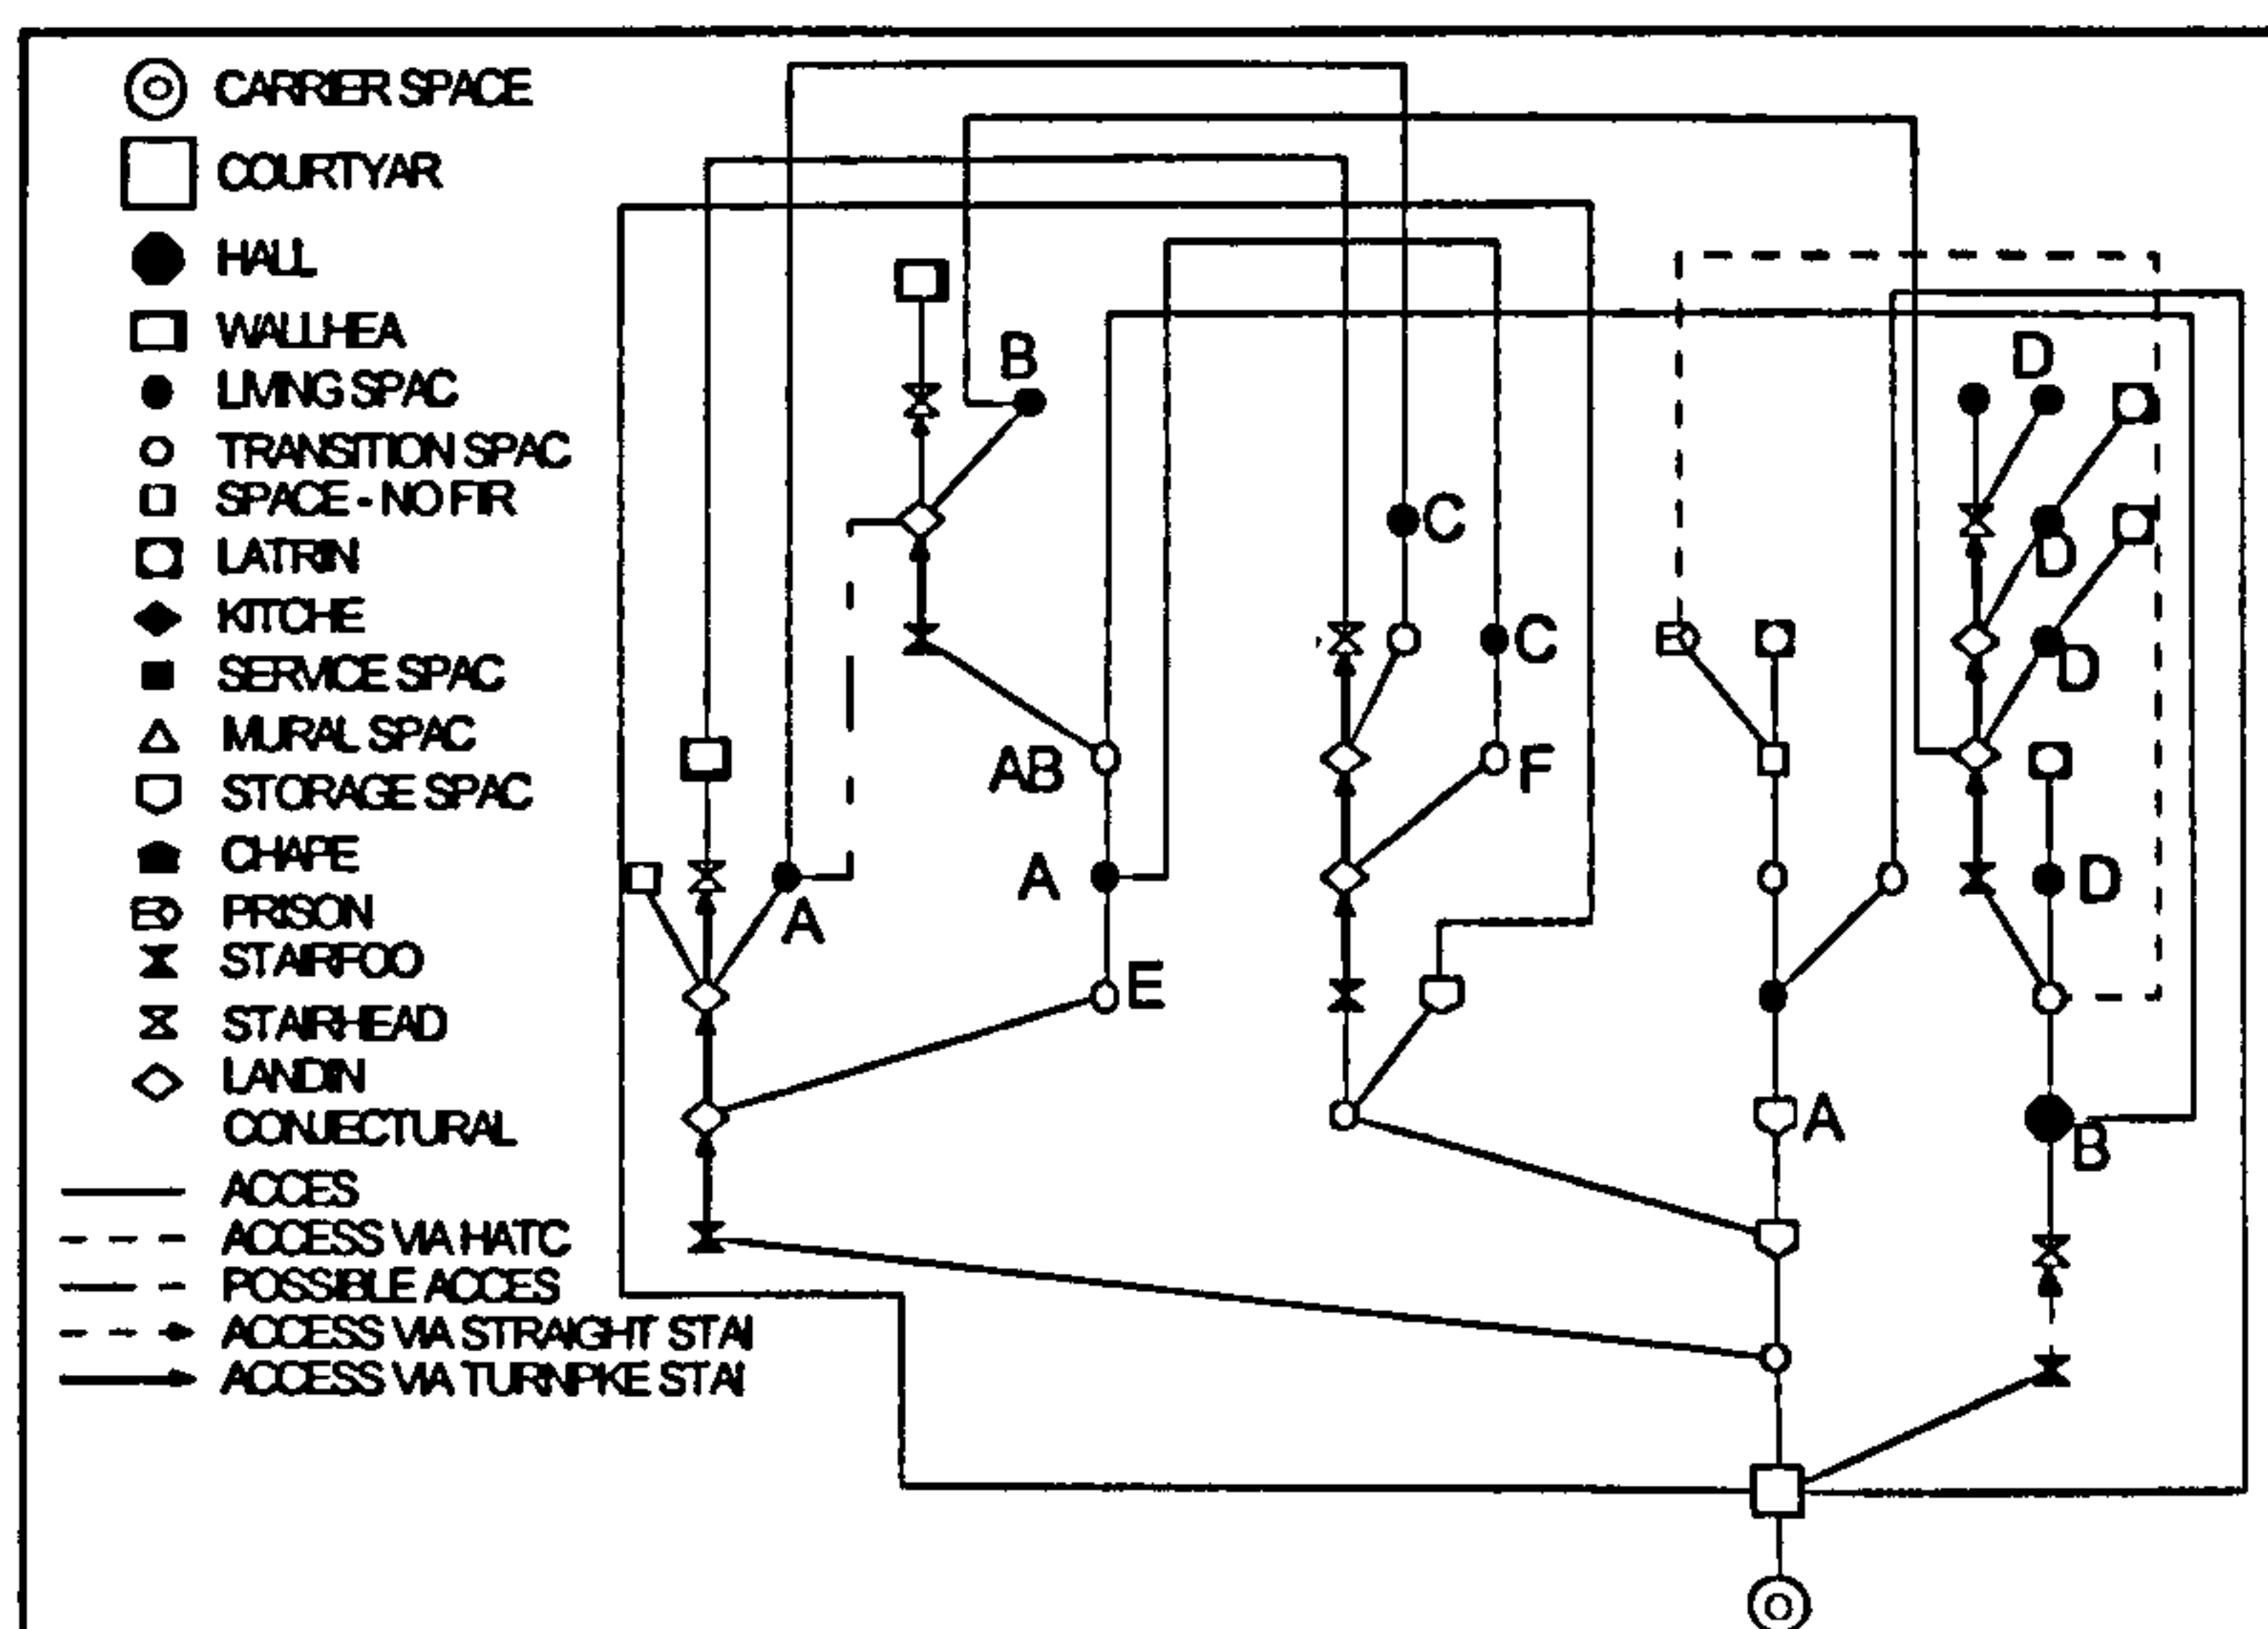 CARRIER SPACE
COURTYAR
HALL
WALLHEA
LIVING SPAC
TRANSITION SPAC
SPACE - NO FIR
LATRIN
KITCHE
SERVICE SPAC
MURAL SPAC
STORAGE SPAC
CHAPE
PRISON
STAIRFOO
STAIRHEAD
LANDIN
CONJECTURAL
ACCES
ACCESS VIA HATC
POSSIBLE ACCES
ACCESS VIA STRAIGHT STAI
ACCESS VIA TURNPIKE STAI
B
D
C
D
C
D
AB
F
A
A
D
E
A
B